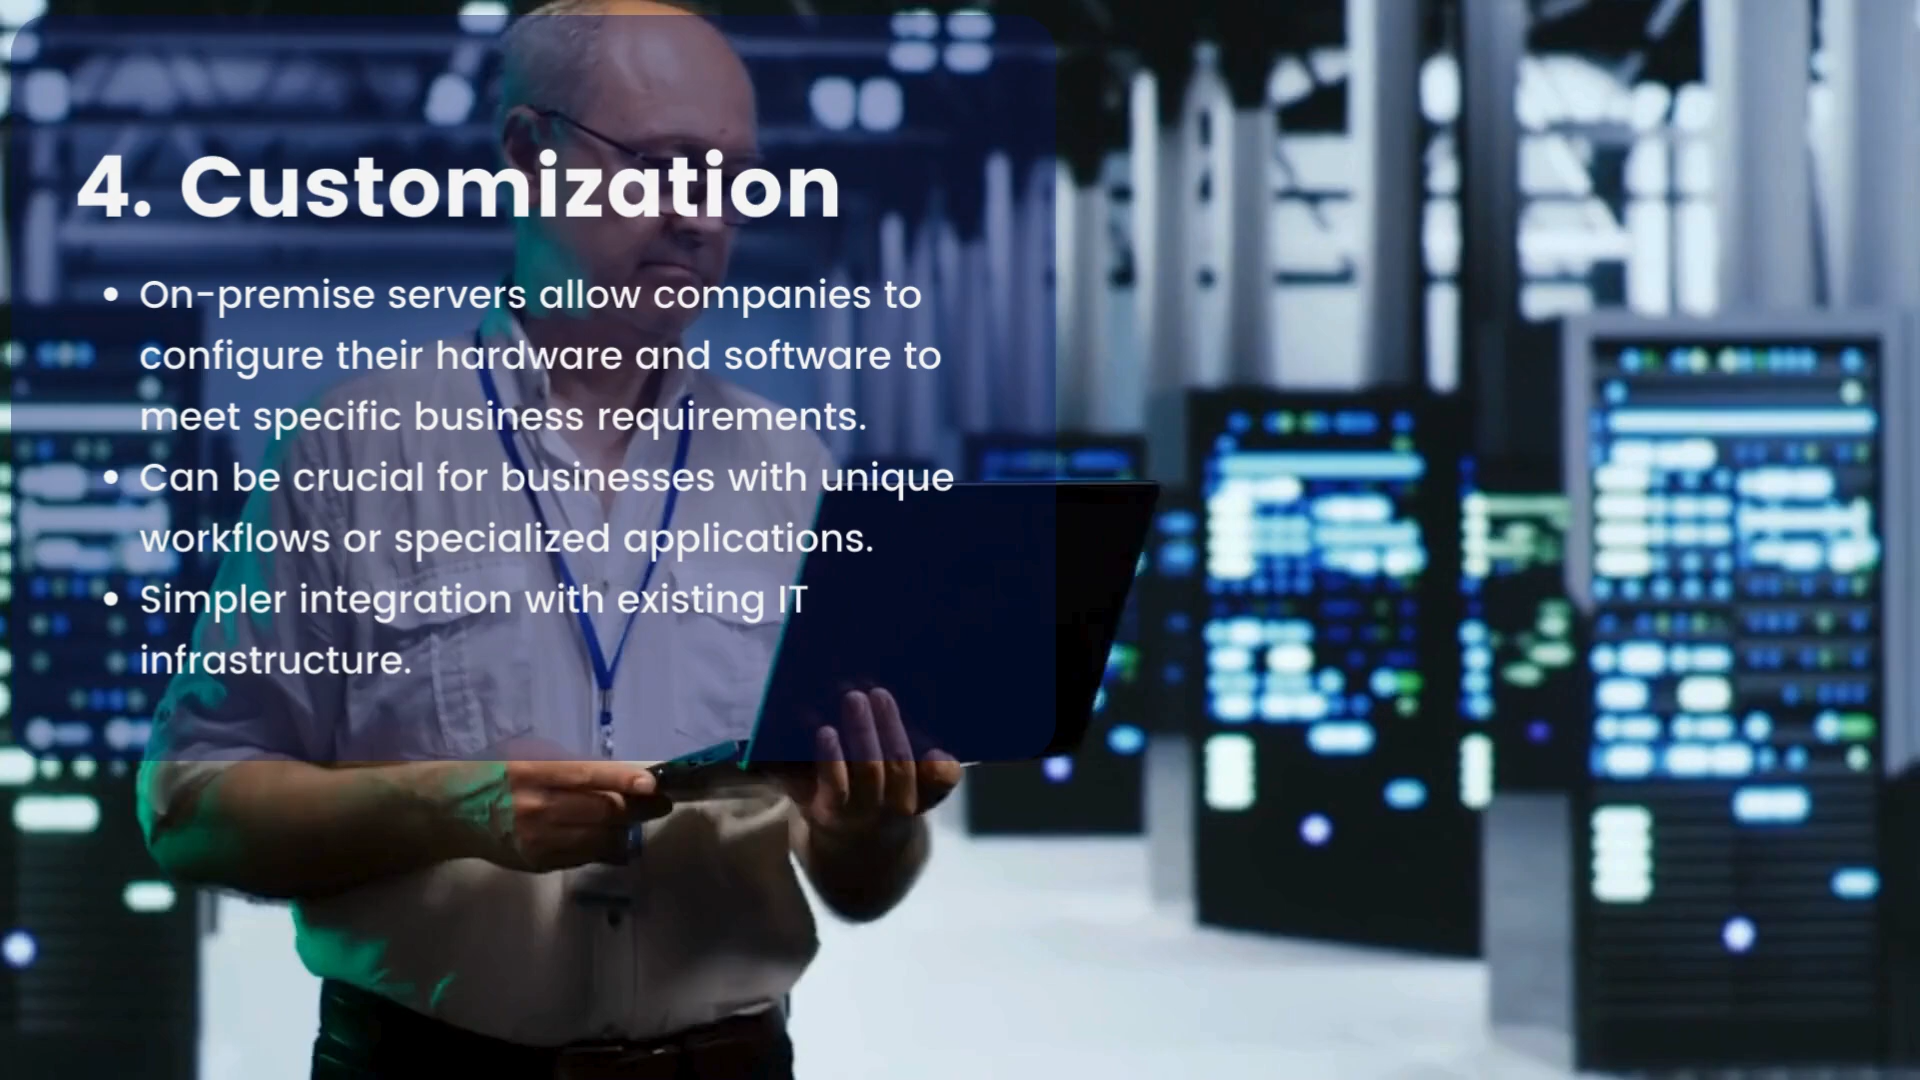 4. Customization
• On-premise servers allow companies to
configure their hardware and software to
meet specific business requirements.
• Can be crucial for businesses with unique
workflows or specialized applications.
• Simpler integration with existing IT
infrastructure.